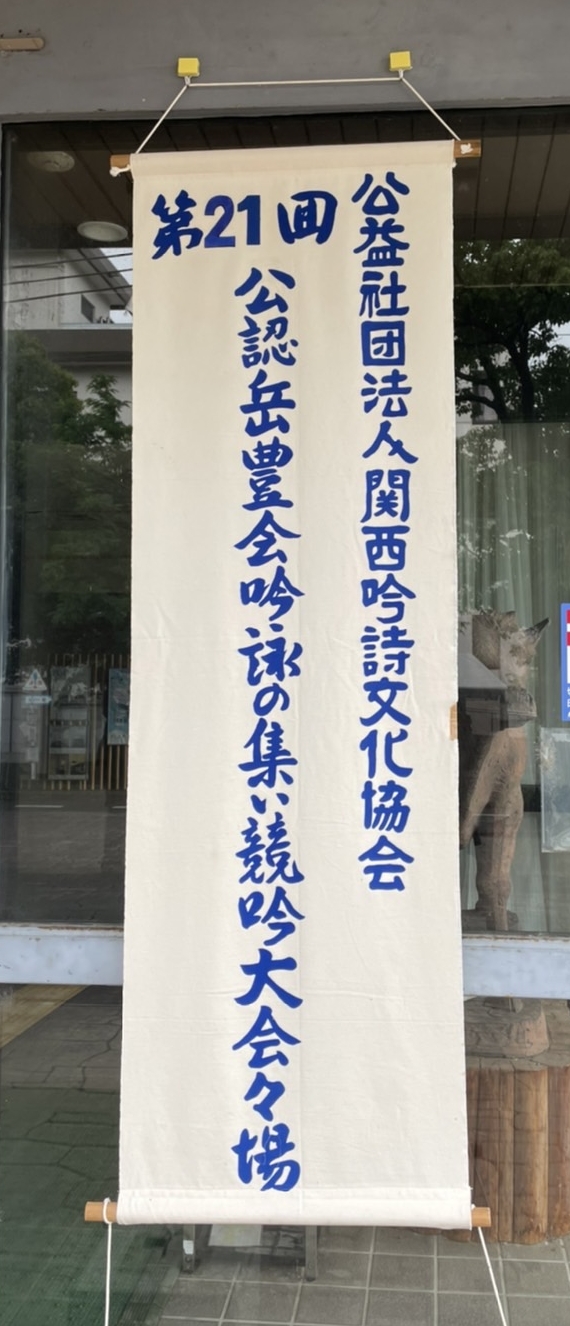 公益社団法人関西吟詩文化協会
第21回
公認岳豊会吟詠の集い競吟大会々場